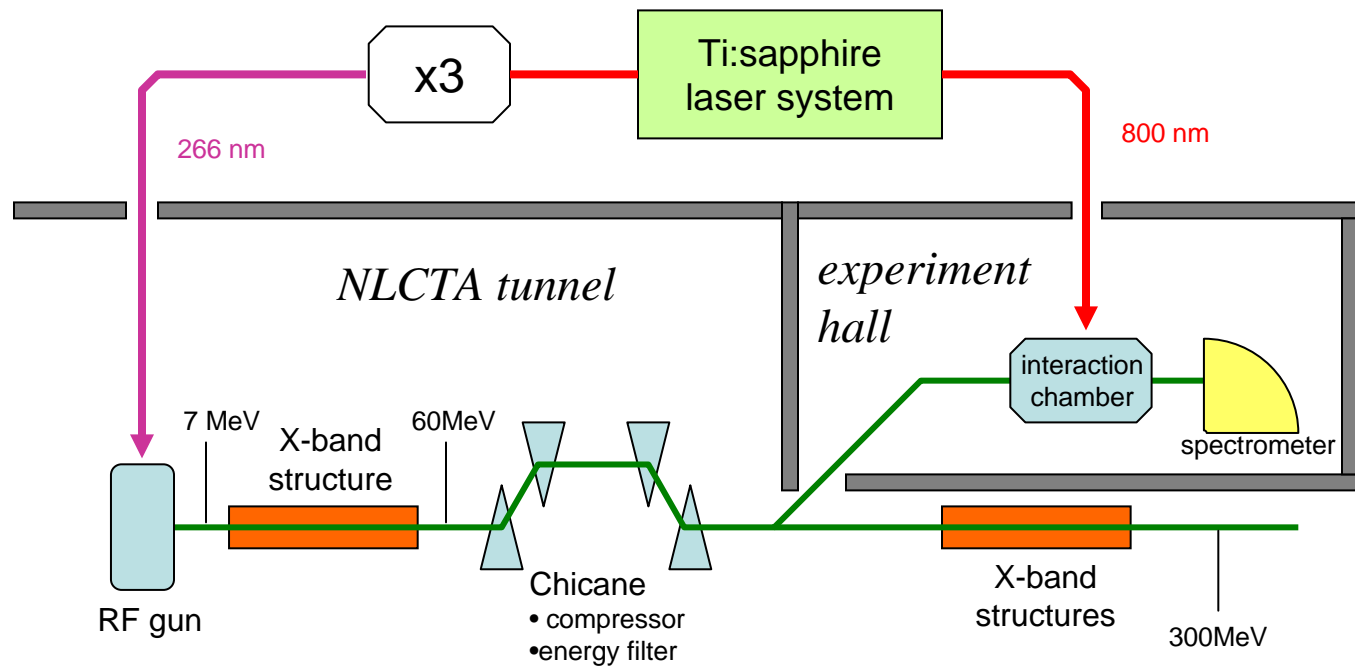 x3
Ti:sapphire
laser system
266 nm
800 nm
NLCTA tunnel
experiment
hall
interaction
chamber
spectrometer
7 MeV
X-band
structure
60MeV
RF gun
Chicane
• compressor
•energy filter
X-band
structures
300MeV